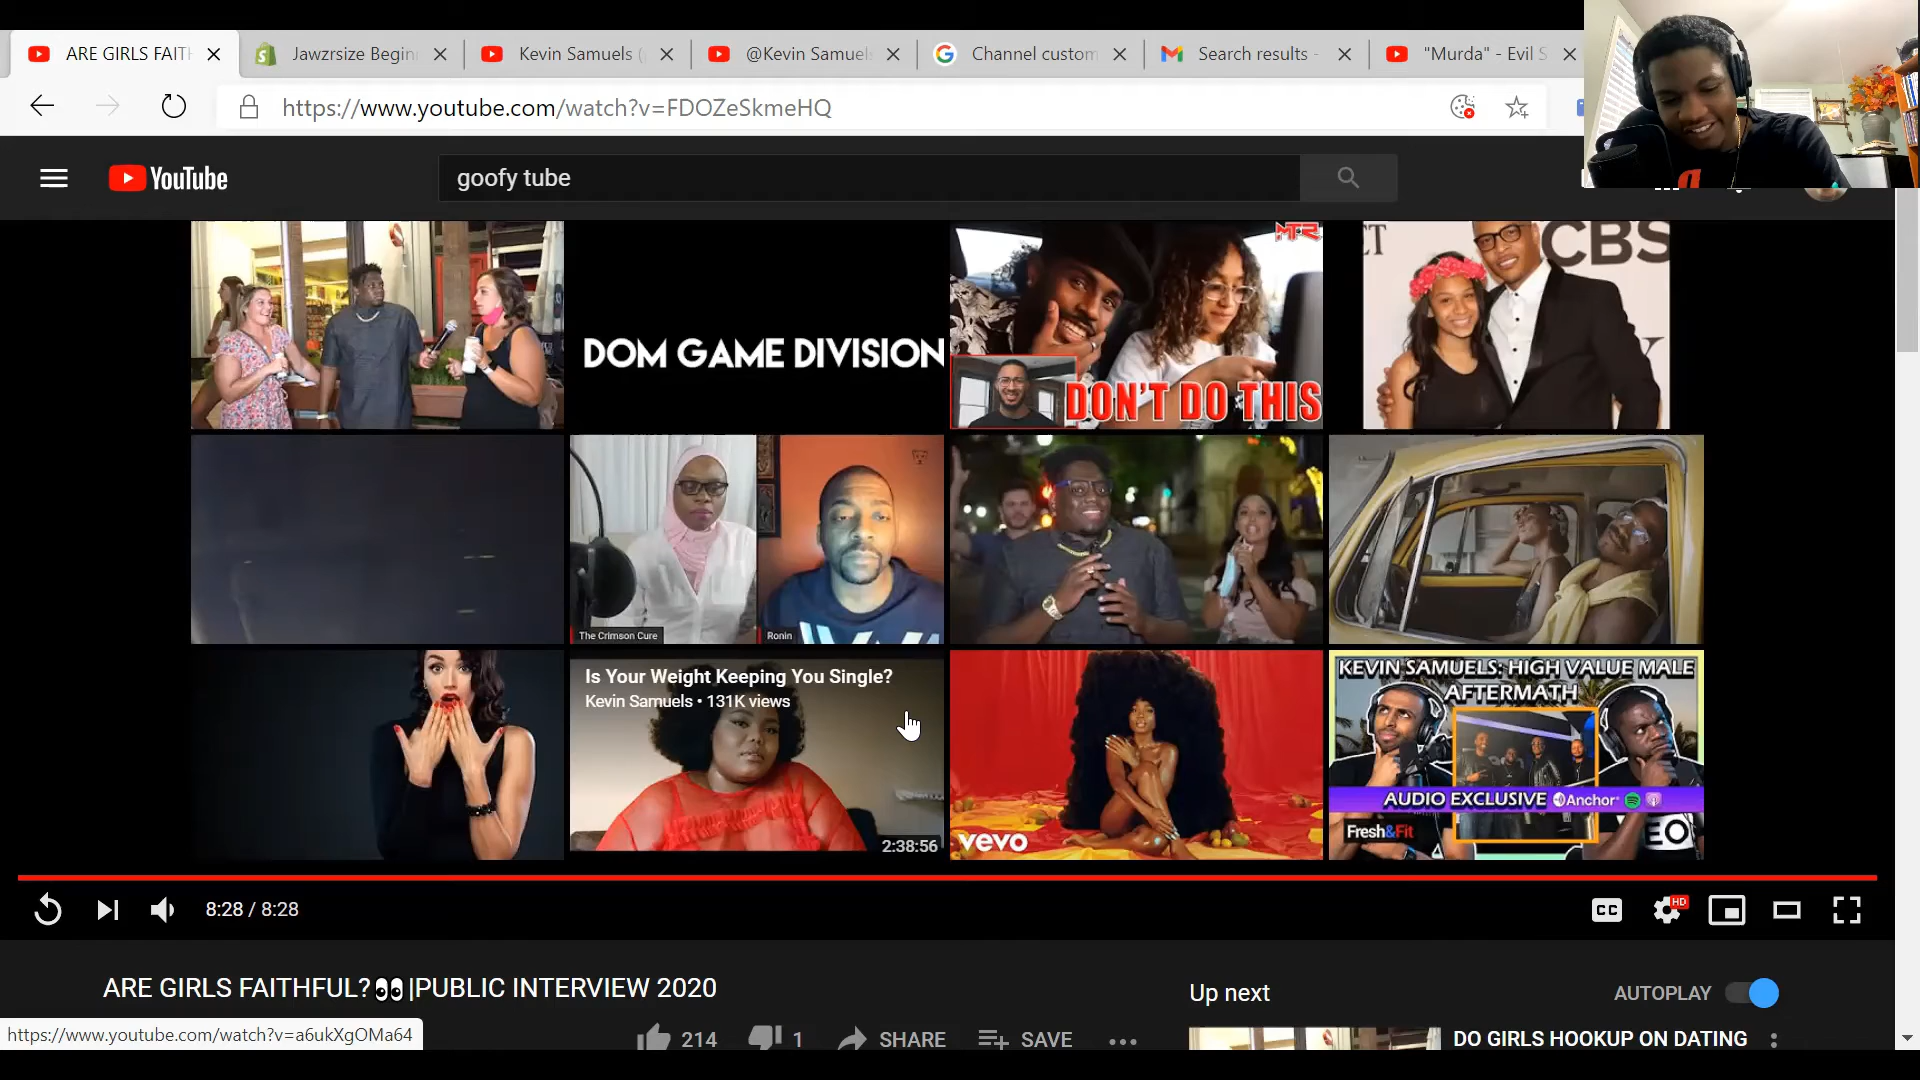 ARE GIRLS FAITH
Jawzrsize Begin
Kevin Samuels (
@Kevin Samuel
Channel custom
Search results -
"Murda" - Evil S
https://www.youtube.com/watch?v=FDOZeSkmeHQ
YouTube
goofy tube
DOM GAME DIVISION
MTR
DON'T DO THIS
CBS
The Crimson Cure
Ronin
Is Your Weight Keeping You Single?
Kevin Samuels • 131K views
2:38:56
vevo
KEVIN SAMUELS: HIGH VALUE MALE
AFTERMATH
AUDIO EXCLUSIVE Anchor
Fresh&Fit
8:28 / 8:28
CC
HD
ARE GIRLS FAITHFUL?👀|PUBLIC INTERVIEW 2020
Up next
AUTOPLAY
https://www.youtube.com/watch?v=a6ukXgOMa64
214
1
SHARE
SAVE
DO GIRLS HOOKUP ON DATING